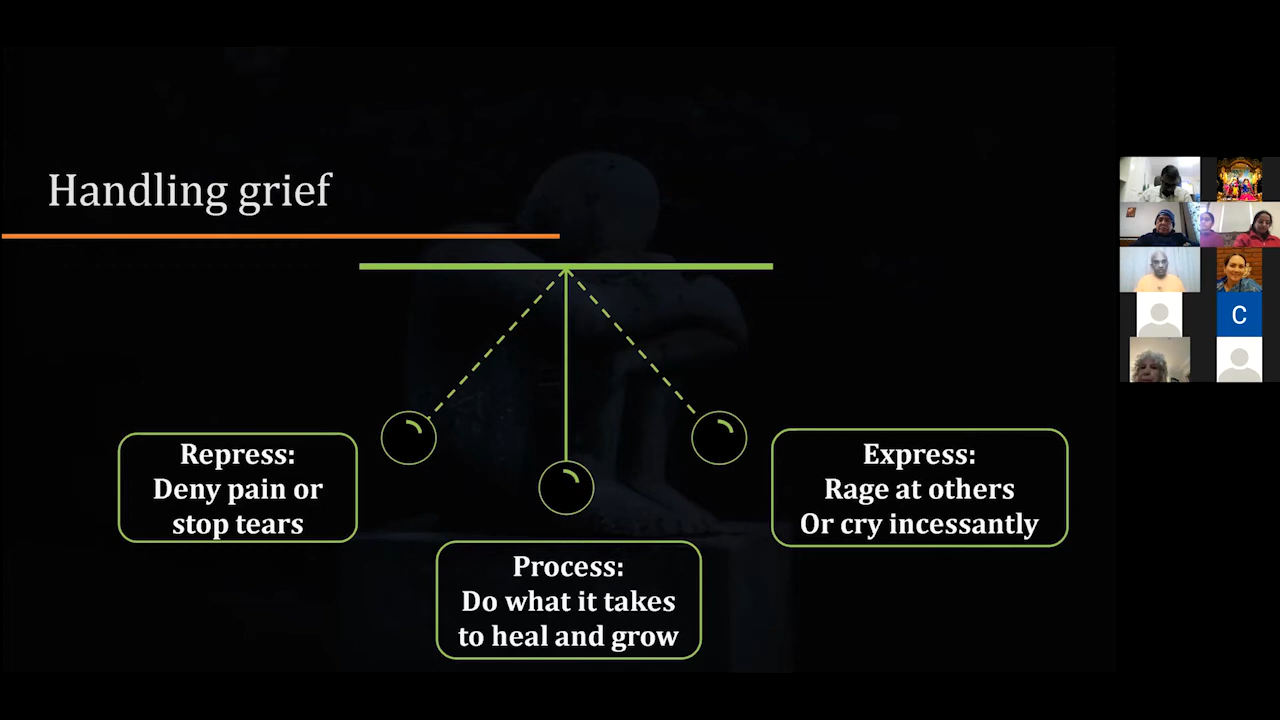 Handling grief
Repress:
Deny pain or
stop tears
Express:
Rage at others
Or cry incessantly
Process:
Do what it takes
to heal and grow
C